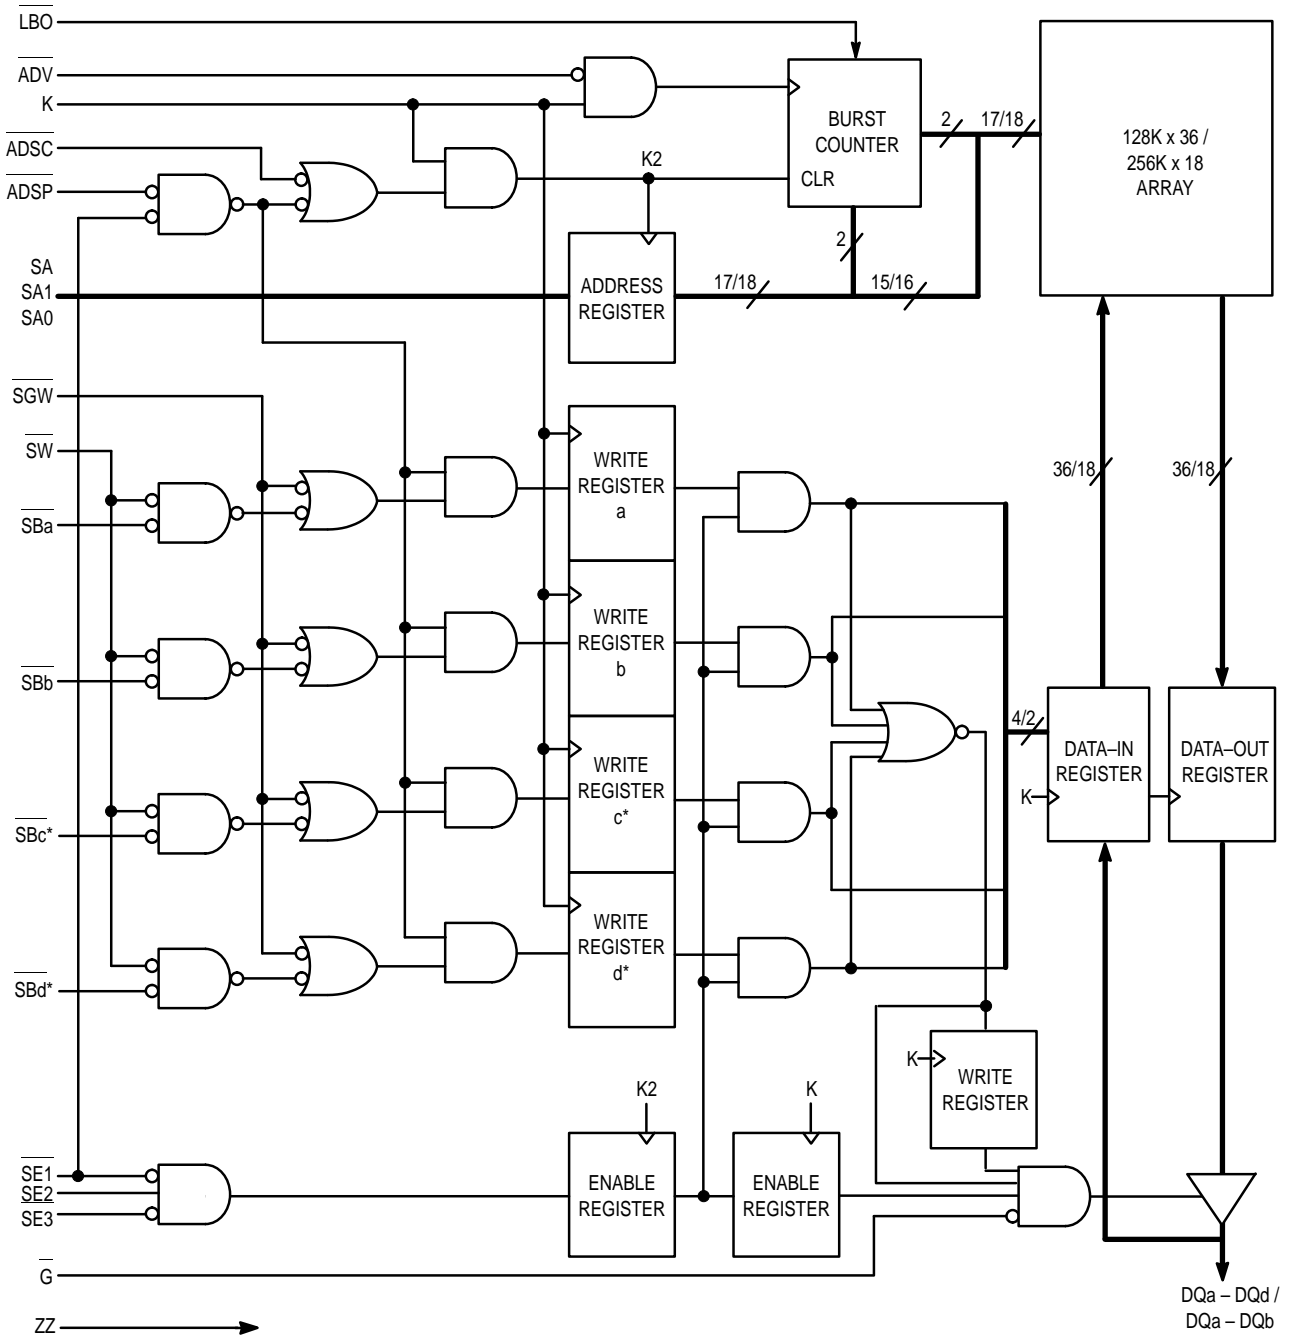 LBO
ADV
K
ADSC
ADSP
K2
BURST
COUNTER
CLR
2
17/18
128K x 36 /
256K x 18
ARRAY
SA
SA1
SA0
ADDRESS
REGISTER
17/18
2
15/16
SGW
SW
SBa
WRITE
REGISTER
a
36/18
36/18
SBb
WRITE
REGISTER
b
SBc*
WRITE
REGISTER
c*
4/2
K
DATA–IN
REGISTER
DATA–OUT
REGISTER
SBd*
WRITE
REGISTER
d*
K
WRITE
REGISTER
K2
K
SE1
SE2
SE3
ENABLE
REGISTER
ENABLE
REGISTER
G
ZZ
DQa – DQd /
DQa – DQb